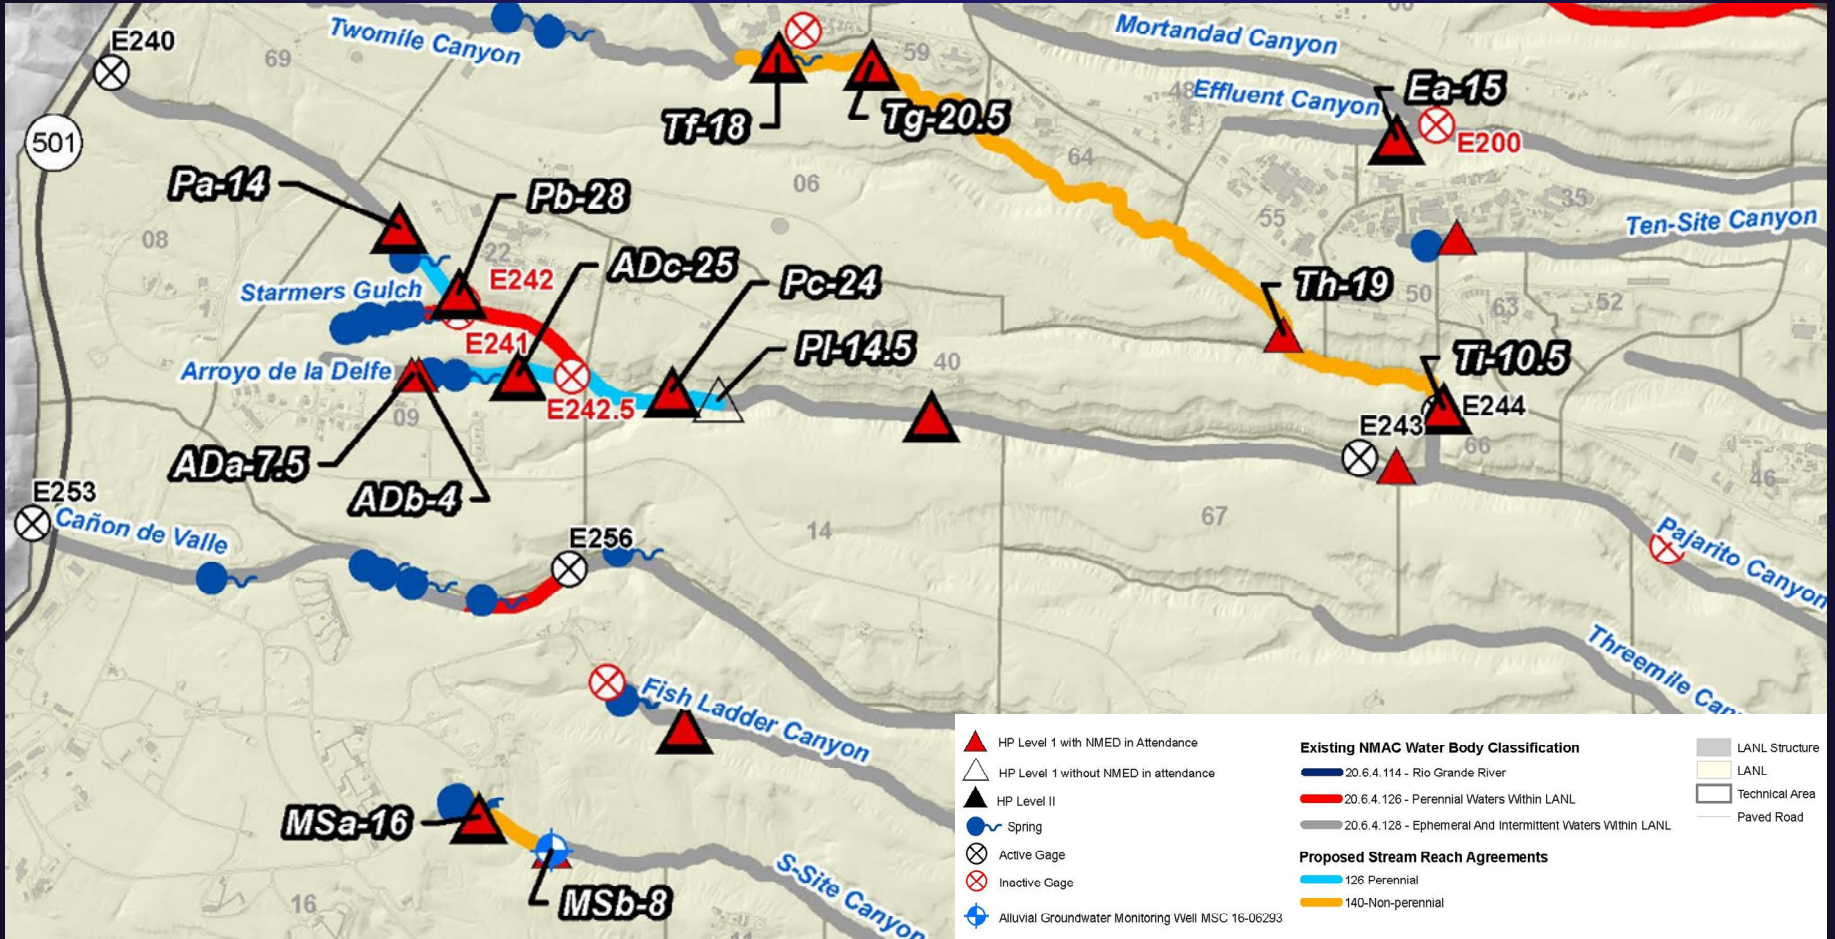 E240
Twomile Canyon
69
59
Mortandad Canyon
48
Effluent Canyon
Ea-15
E200
501
Tf-18
Tg-20.5
64
06
55
35
Ten-Site Canyon
Pa-14
Pb-28
08
22
E242
ADc-25
Pc-24
Starmers Gulch
E241
Pl-14.5
40
Th-19
50
63
52
Arroyo de la Delfe
E242.5
Ti-10.5
E244
E243
66
46
09
ADa-7.5
ADb-4
E253
Cañon de Valle
E256
14
67
Pajarito Canyon
Threemile Can
Fish Ladder Canyon
MSa-16
MSb-8
16
S-Site Canyon
11
HP Level 1 with NMED in Attendance
HP Level 1 without NMED in attendance
HP Level II
Spring
Active Gage
Inactive Gage
Alluvial Groundwater Monitoring Well MSC 16-06293
Existing NMAC Water Body Classification
20.6.4.114 - Rio Grande River
20.6.4.126 - Perennial Waters Within LANL
20.6.4.128 - Ephemeral And Intermittent Waters Within LANL
Proposed Stream Reach Agreements
126 Perennial
140-Non-perennial
LANL Structure
LANL
Technical Area
Paved Road